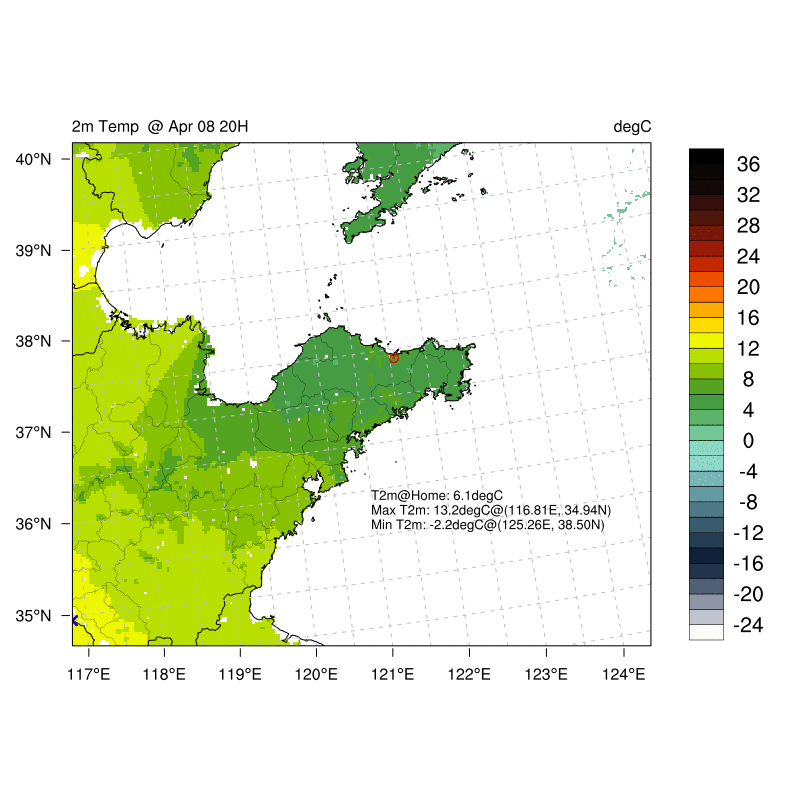 2m Temp @ Apr 08 20H
degC
40°N
39°N
38°N
37°N
36°N
35°N
117°E
118°E
119°E
120°E
121°E
122°E
123°E
124°E
T2m@Home: 6.1degC
Max T2m: 13.2degC@(116.81E, 34.94N)
Min T2m: -2.2degC@(125.26E, 38.50N)
36
32
28
24
20
16
12
8
4
0
-4
-8
-12
-16
-20
-24